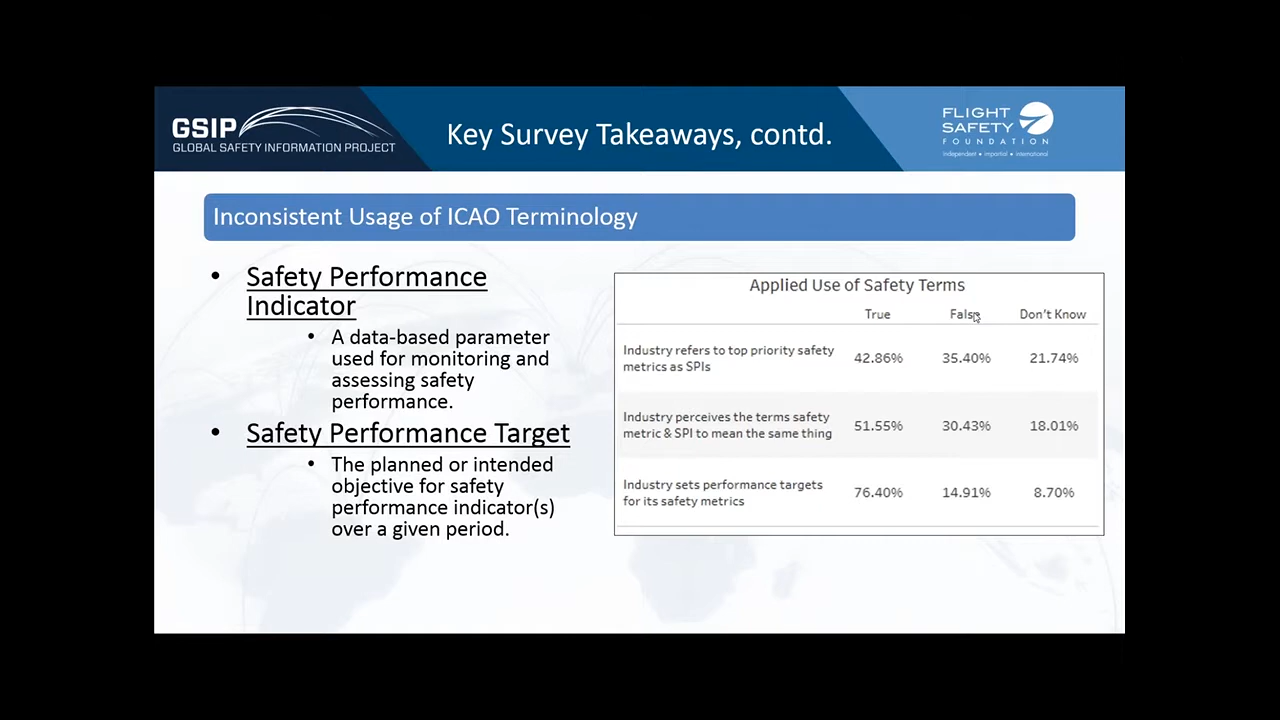 GSIP
GLOBAL SAFETY INFORMATION PROJECT
Key Survey Takeaways, contd.
FLIGHT
SAFETY
FOUNDATION
independent • impartial • international
Inconsistent Usage of ICAO Terminology
• Safety Performance
Indicator
• A data-based parameter
used for monitoring and
assessing safety
performance.
• Safety Performance Target
• The planned or intended
objective for safety
performance indicator(s)
over a given period.
Applied Use of Safety Terms
True False Don't Know
Industry refers to top priority safety
metrics as SPIs
42.86% 35.40% 21.74%
Industry perceives the terms safety
metric & SPI to mean the same thing
51.55% 30.43% 18.01%
Industry sets performance targets
for its safety metrics
76.40% 14.91% 8.70%